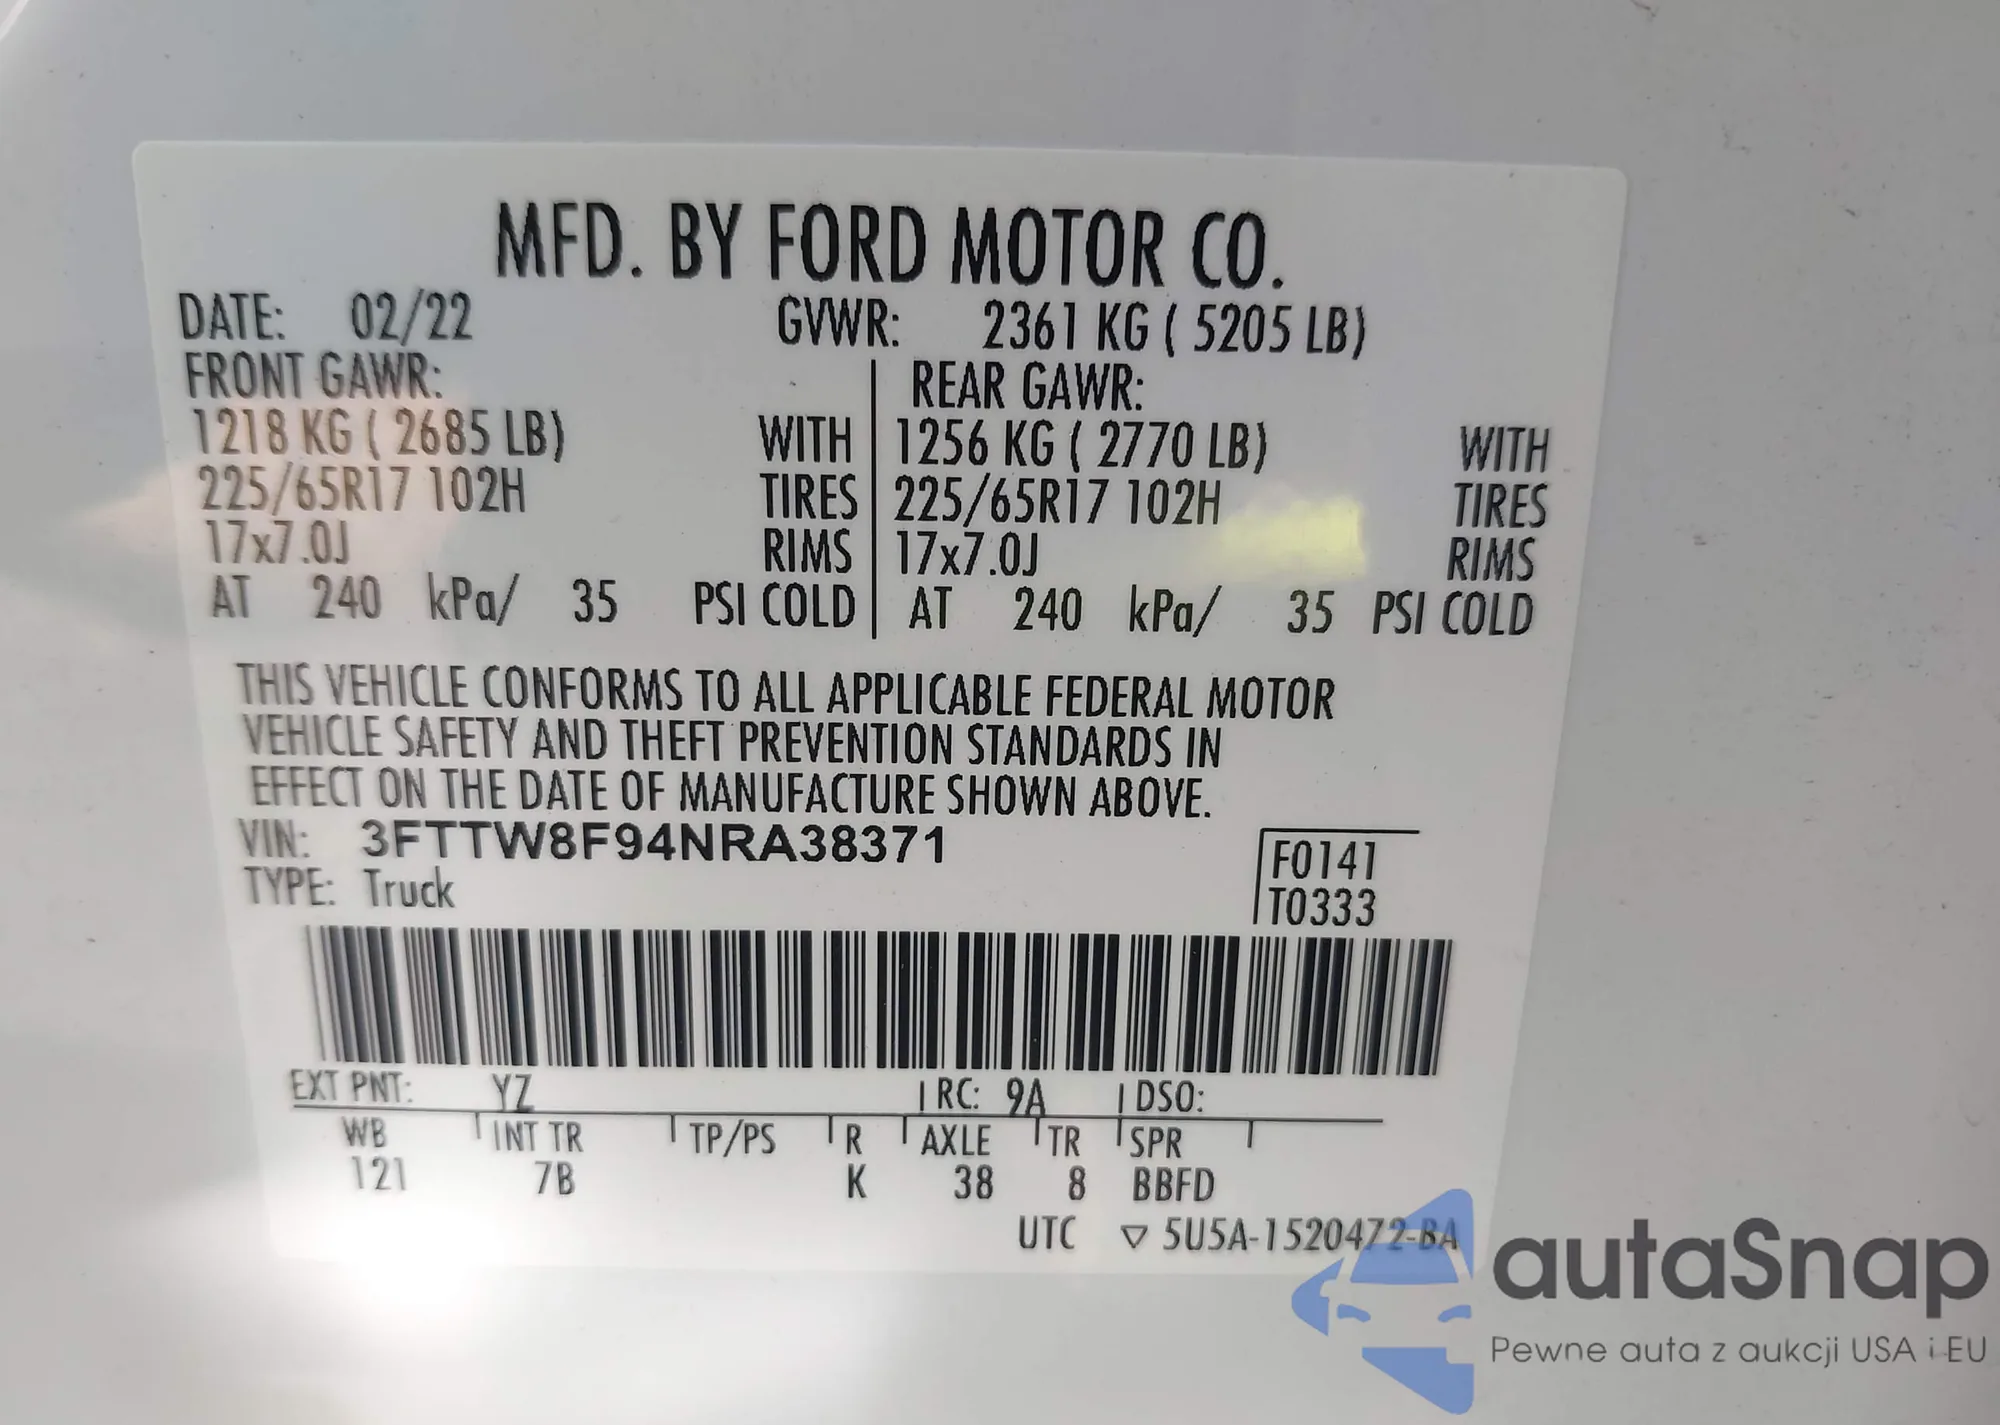 MFD. BY FORD MOTOR CO.
DATE: 02/22 GVWR: 2361 KG ( 5205 LB)
FRONT GAWR: REAR GAWR:
1218 KG ( 2685 LB) WITH 1256 KG ( 2770 LB) WITH
225/65R17 102H TIRES 225/65R17 102H TIRES
17x7.0J RIMS 17x7.0J RIMS
AT 240 kPa/ 35 PSI COLD AT 240 kPa/ 35 PSI COLD
THIS VEHICLE CONFORMS TO ALL APPLICABLE FEDERAL MOTOR
VEHICLE SAFETY AND THEFT PREVENTION STANDARDS IN
EFFECT ON THE DATE OF MANUFACTURE SHOWN ABOVE.
VIN: 3FTTW8F94NRA38371
TYPE: Truck
F0141
T0333
EXT PNT: YZ RC: 9A DSO:
WB INT TR TP/PS R AXLE TR SPR
121 7B K 38 8 BBFD
UTC ▽ 5U5A-1520472-BA
autaSnap
Pewne auta z aukcji USA i EU